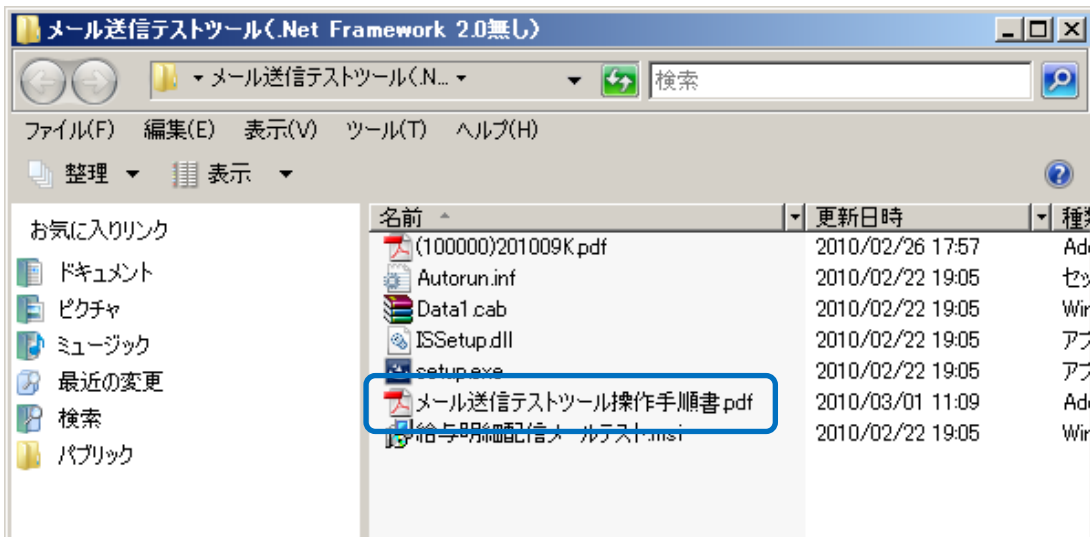 メール送信テストツール(.Net Framework 2.0無し)
メール送信テストツール(.N...
検索
ファイル(F) 編集(E) 表示(V) ツール(T) ヘルプ(H)
整理 表示
お気に入りリンク
ドキュメント
ピクチャ
ミュージック
最近の変更
検索
パブリック
名前 更新日時 種類
(100000)201009K.pdf 2010/02/26 17:57 Ad
Autorun.inf 2010/02/22 19:05 セッ
Data1.cab 2010/02/22 19:05 Wir
ISSetup.dll 2010/02/22 19:05 アプ
setup.exe 2010/02/22 19:05 アプ
メール送信テストツール操作手順書.pdf 2010/03/01 11:09 Ad
給与明細配信メールテスト.msi 2010/02/22 19:05 Wir